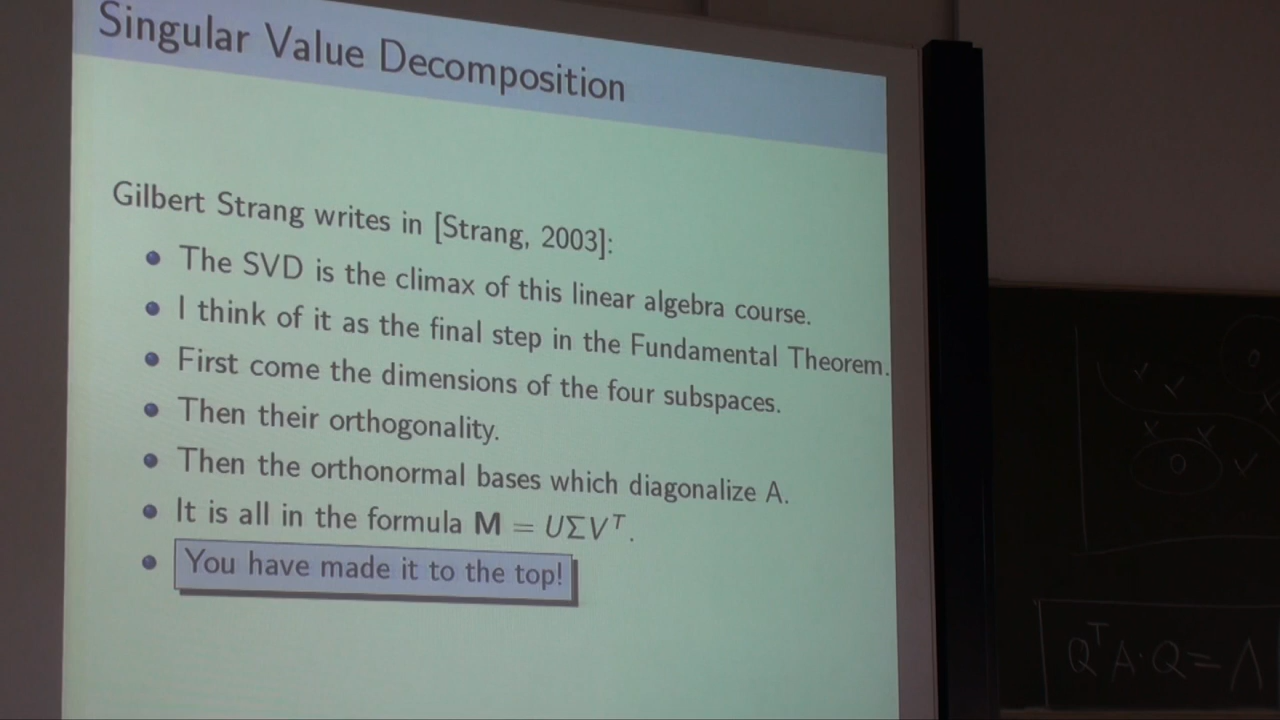 Singular Value Decomposition
Gilbert Strang writes in [Strang, 2003]:
The SVD is the climax of this linear algebra course.
I think of it as the final step in the Fundamental Theorem.
First come the dimensions of the four subspaces.
Then their orthogonality.
Then the orthonormal bases which diagonalize A.
It is all in the formula M = UΣVᵀ.
You have made it to the top!
QᵀA·Q = Λ